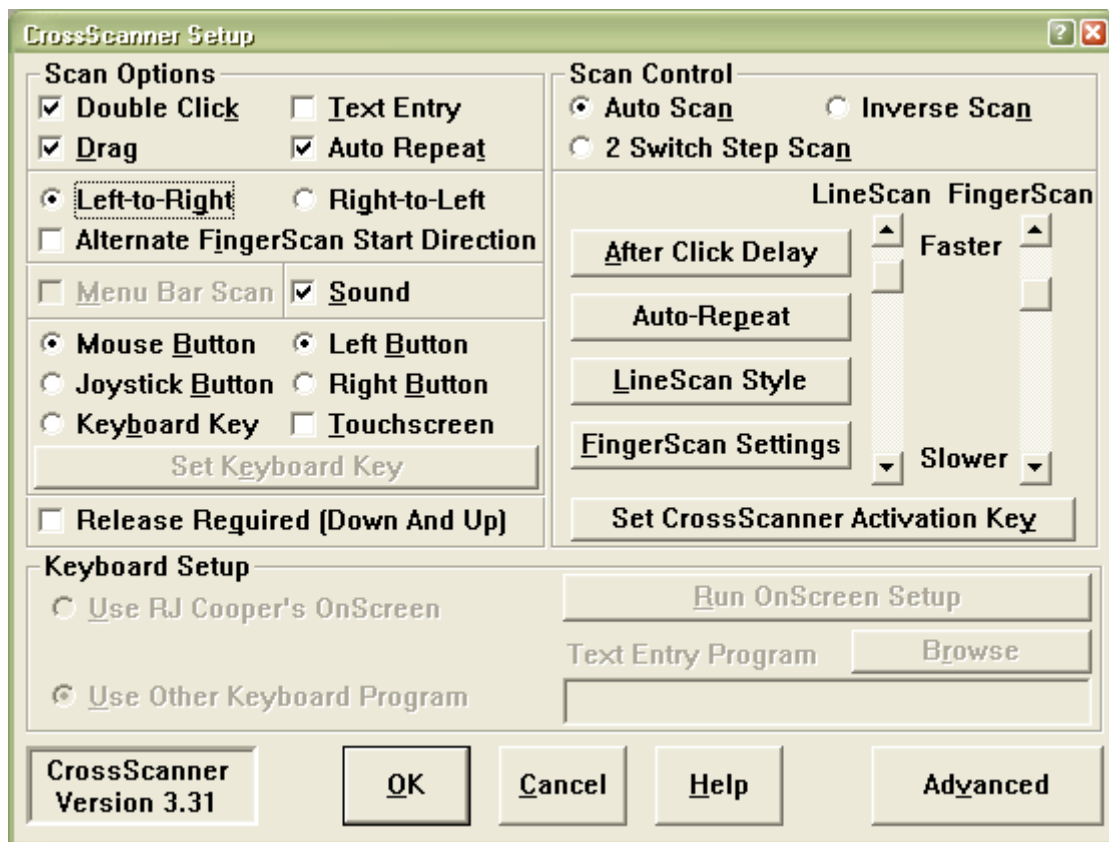 CrossScanner Setup
Scan Options
Double Click
Text Entry
Drag
Auto Repeat
Left-to-Right
Right-to-Left
Alternate FingerScan Start Direction
Menu Bar Scan
Sound
Mouse Button
Left Button
Joystick Button
Right Button
Keyboard Key
Touchscreen
Set Keyboard Key
Release Required (Down And Up)
Scan Control
Auto Scan
Inverse Scan
2 Switch Step Scan
LineScan
FingerScan
After Click Delay
Faster
Auto-Repeat
LineScan Style
FingerScan Settings
Slower
Set CrossScanner Activation Key
Keyboard Setup
Use RJ Cooper's OnScreen
Run OnScreen Setup
Text Entry Program
Browse
Use Other Keyboard Program
CrossScanner
Version 3.31
OK
Cancel
Help
Advanced